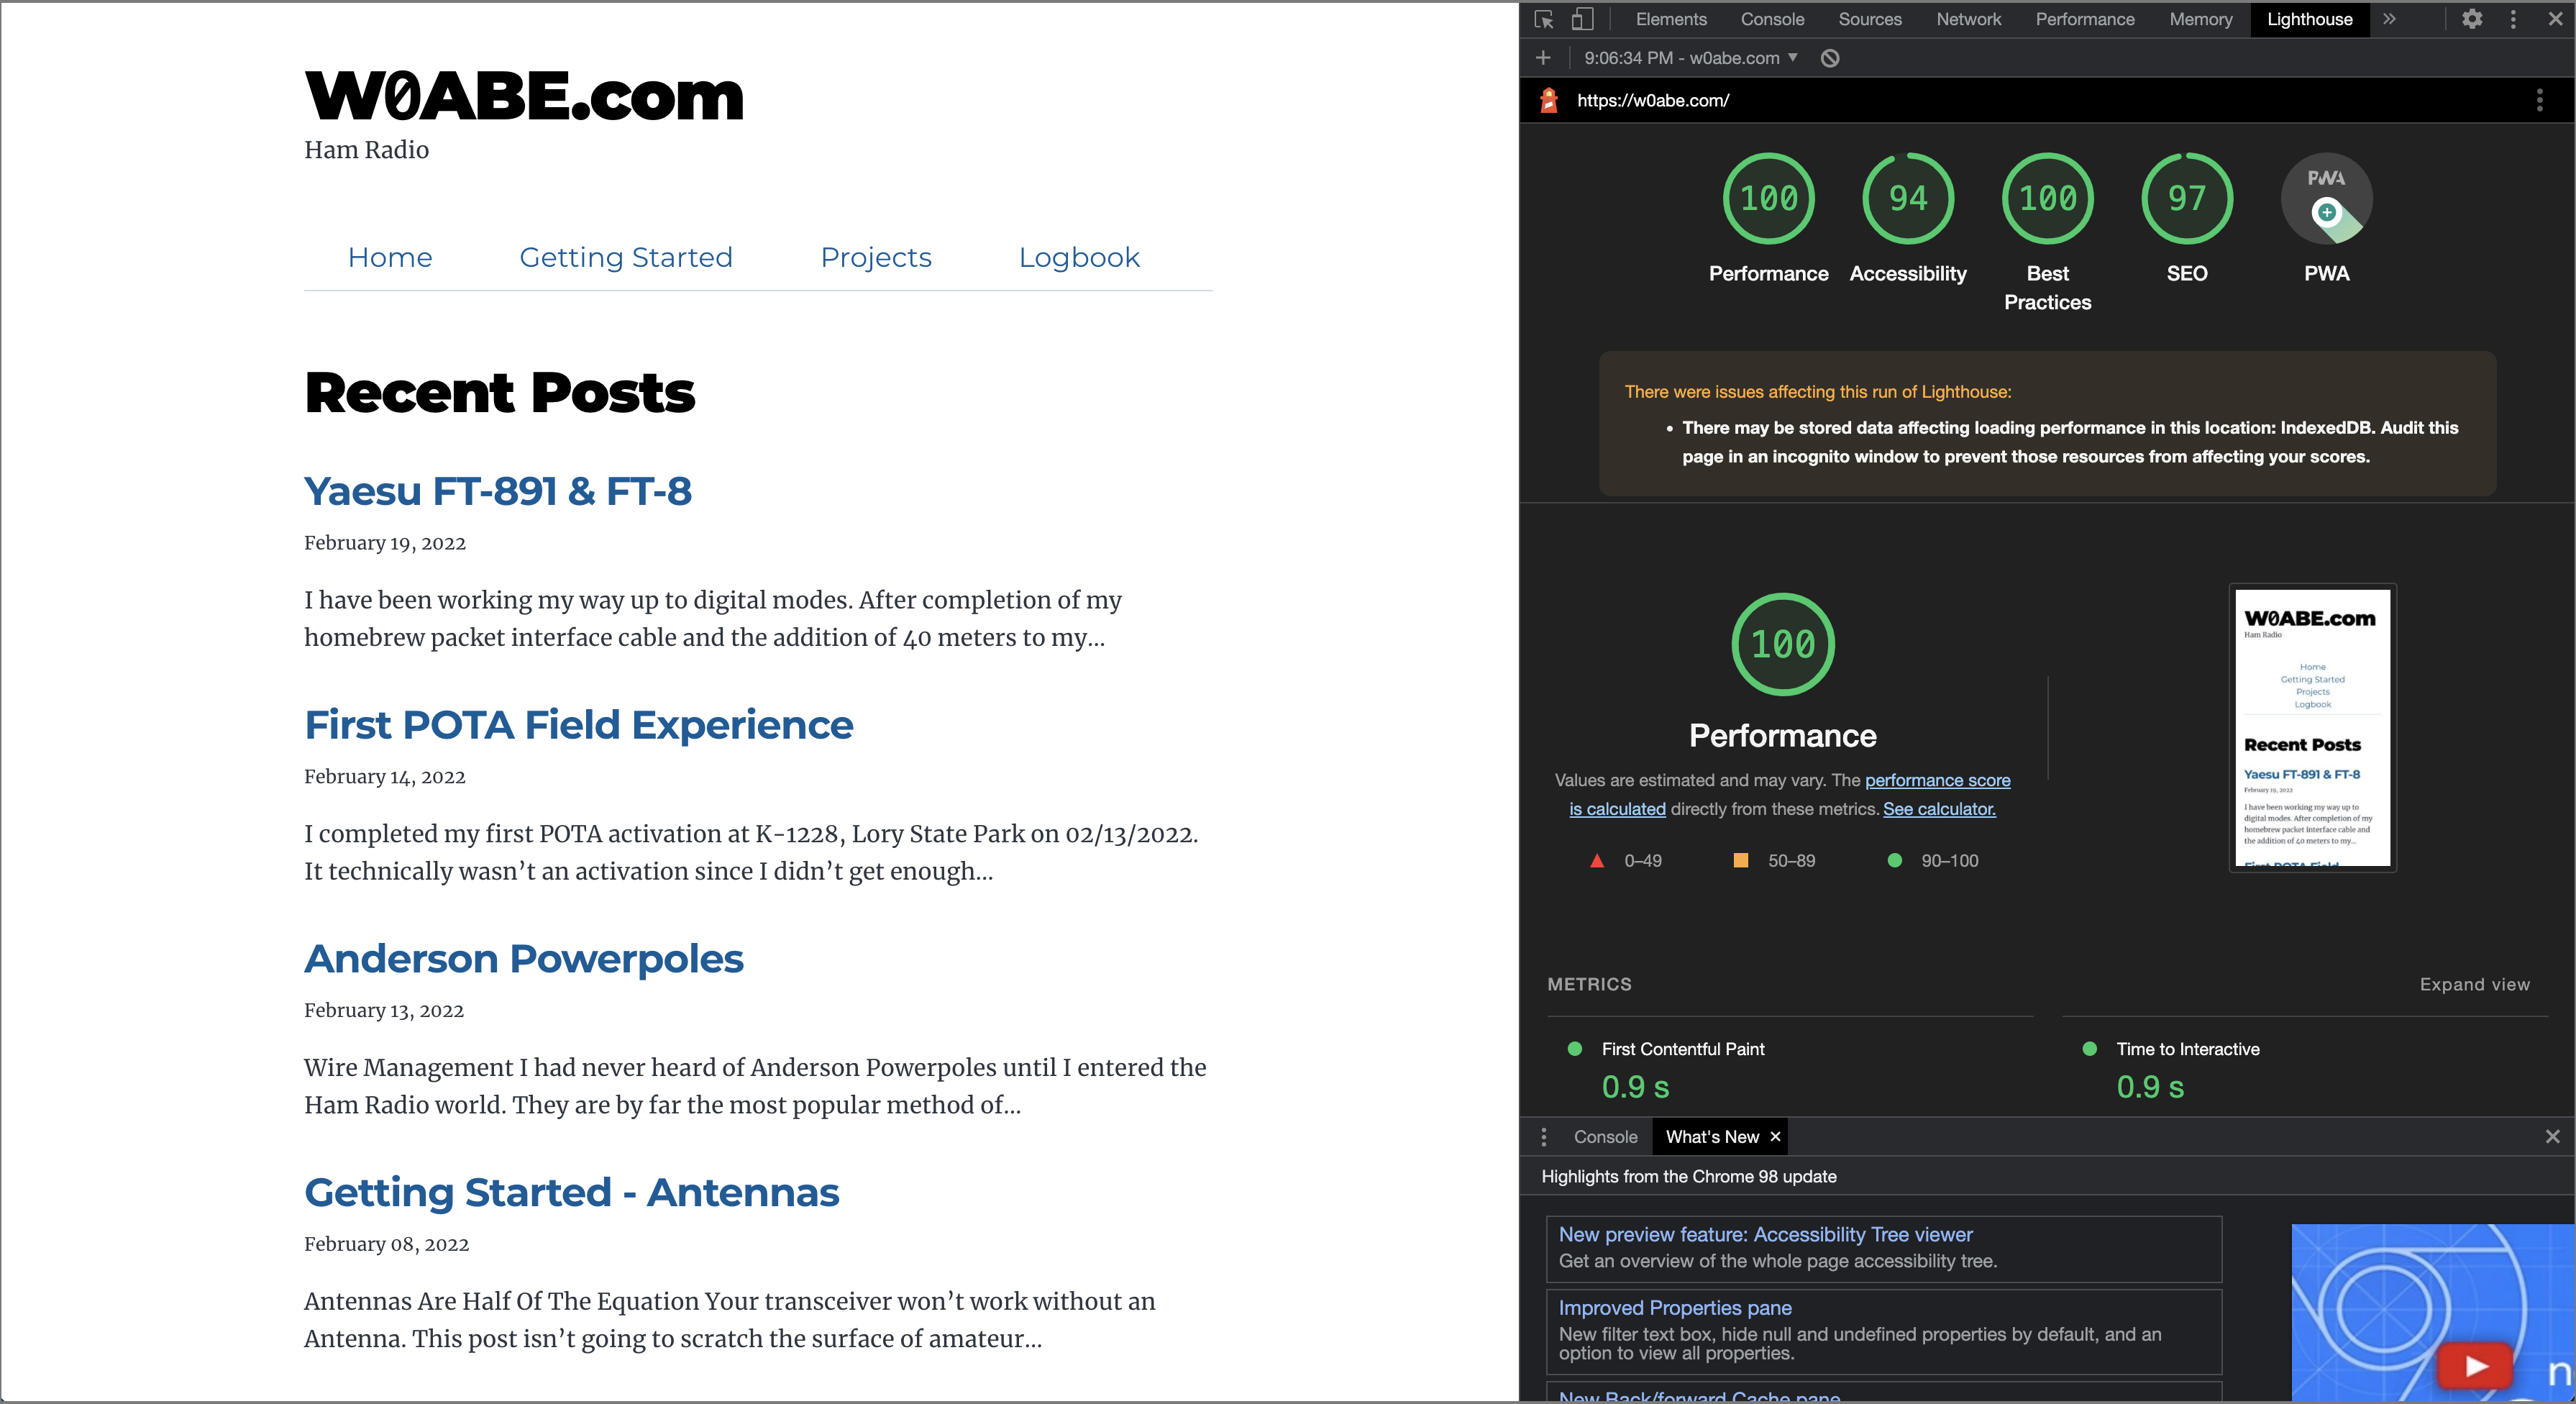 W0ABE.com
Ham Radio
Home Getting Started Projects Logbook
Recent Posts
Yaesu FT-891 & FT-8
February 19, 2022
I have been working my way up to digital modes. After completion of my
homebrew packet interface cable and the addition of 40 meters to my...
First POTA Field Experience
February 14, 2022
I completed my first POTA activation at K-1228, Lory State Park on 02/13/2022.
It technically wasn’t an activation since I didn’t get enough...
Anderson Powerpoles
February 13, 2022
Wire Management I had never heard of Anderson Powerpoles until I entered the
Ham Radio world. They are by far the most popular method of...
Getting Started - Antennas
February 08, 2022
Antennas Are Half Of The Equation Your transceiver won’t work without an
Antenna. This post isn’t going to scratch the surface of amateur...
Elements Console Sources Network Performance Memory Lighthouse
9:06:34 PM - w0abe.com
https://w0abe.com/
100 94 100 97 PWA
Performance Accessibility Best Practices SEO PWA
There were issues affecting this run of Lighthouse:
• There may be stored data affecting loading performance in this location: IndexedDB. Audit this
page in an incognito window to prevent those resources from affecting your scores.
100
Performance
Values are estimated and may vary. The performance score
is calculated directly from these metrics. See calculator.
0–49 50–89 90–100
W0ABE.com
Ham Radio
Home
Getting Started
Projects
Logbook
Recent Posts
Yaesu FT-891 & FT-8
February 19, 2022
I have been working my way up to
digital modes. After completion of my
homebrew packet interface cable and
the addition of 40 meters to my...
First POTA Field
METRICS Expand view
First Contentful Paint Time to Interactive
0.9 s 0.9 s
Console What's New
Highlights from the Chrome 98 update
New preview feature: Accessibility Tree viewer
Get an overview of the whole page accessibility tree.
Improved Properties pane
New filter text box, hide null and undefined properties by default, and an
option to view all properties.
New Back/forward Cache pane
n